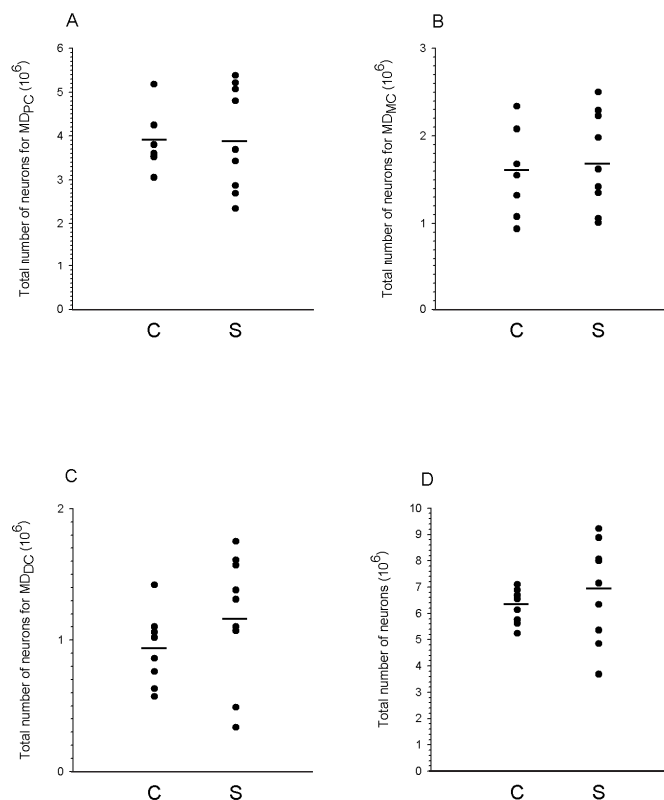 A
Total number of neurons for MDPC (10^6)
6
5
4
3
2
1
0
C S
B
Total number of neurons for MDMC (10^6)
3
2
1
0
C S
C
Total number of neurons for MDDC (10^6)
2
1
0
C S
D
Total number of neurons (10^6)
10
9
8
7
6
5
4
3
2
1
0
C S